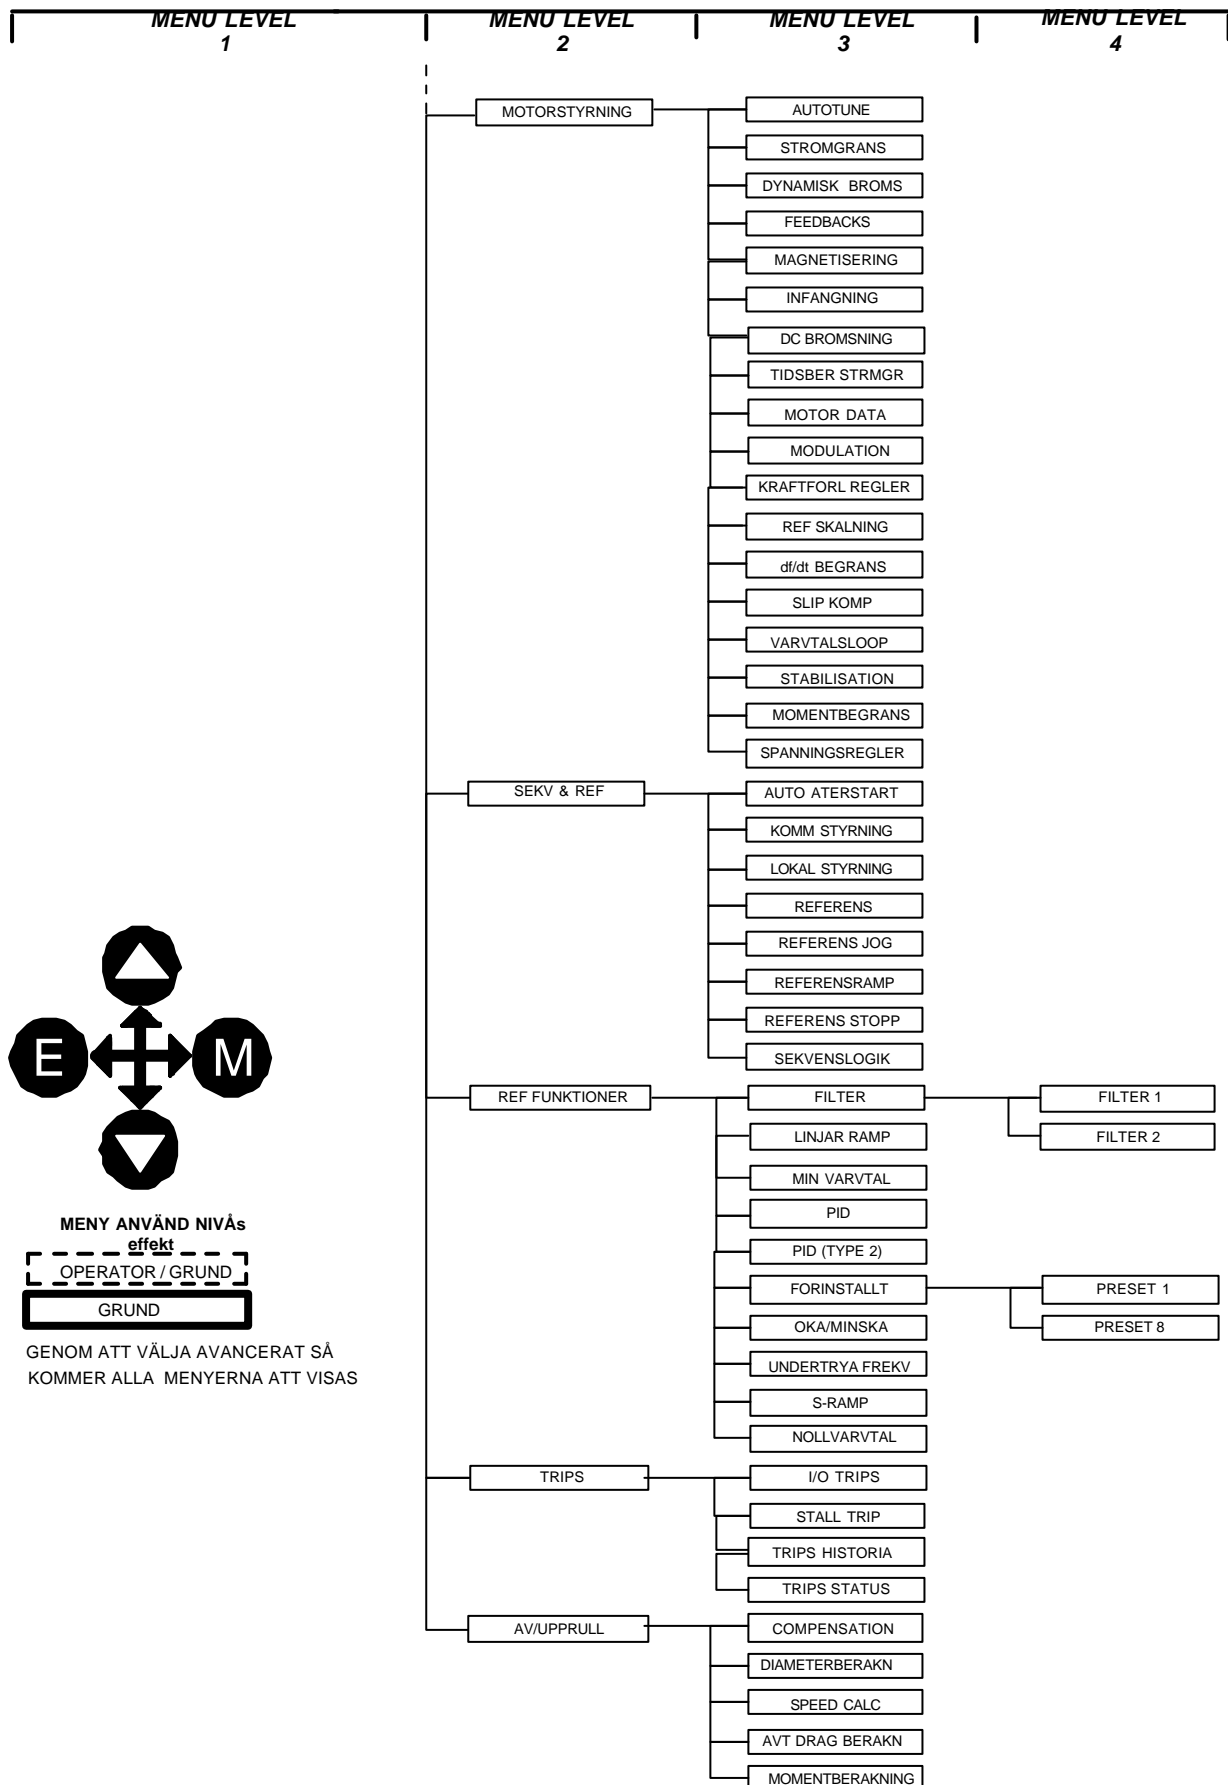 MENU LEVEL
1
MENU LEVEL
2
MENU LEVEL
3
MENU LEVEL
4
MOTORSTYRNING
AUTOTUNE
STROMGRANS
DYNAMISK BROMS
FEEDBACKS
MAGNETISERING
INFANGNING
DC BROMSNING
TIDSBER STRMGR
MOTOR DATA
MODULATION
KRAFTFORL REGLER
REF SKALNING
df/dt BEGRANS
SLIP KOMP
VARVTALSLOOP
STABILISATION
MOMENTBEGRANS
SPANNINGSREGLER
SEKV & REF
AUTO ATERSTART
KOMM STYRNING
LOKAL STYRNING
REFERENS
REFERENS JOG
REFERENSRAMP
REFERENS STOPP
SEKVENSLOGIK
REF FUNKTIONER
FILTER
FILTER 1
FILTER 2
LINJAR RAMP
MIN VARVTAL
PID
PID (TYPE 2)
FORINSTALLT
PRESET 1
PRESET 8
OKA/MINSKA
UNDERTRYA FREKV
S-RAMP
NOLLVARVTAL
TRIPS
I/O TRIPS
STALL TRIP
TRIPS HISTORIA
TRIPS STATUS
AV/UPPRULL
COMPENSATION
DIAMETERBERAKN
SPEED CALC
AVT DRAG BERAKN
MOMENTBERAKNING
E
M
MENY ANVÄND NIVÅs
effekt
OPERATOR / GRUND
GRUND
GENOM ATT VÄLJA AVANCERAT SÅ
KOMMER ALLA MENYERNA ATT VISAS